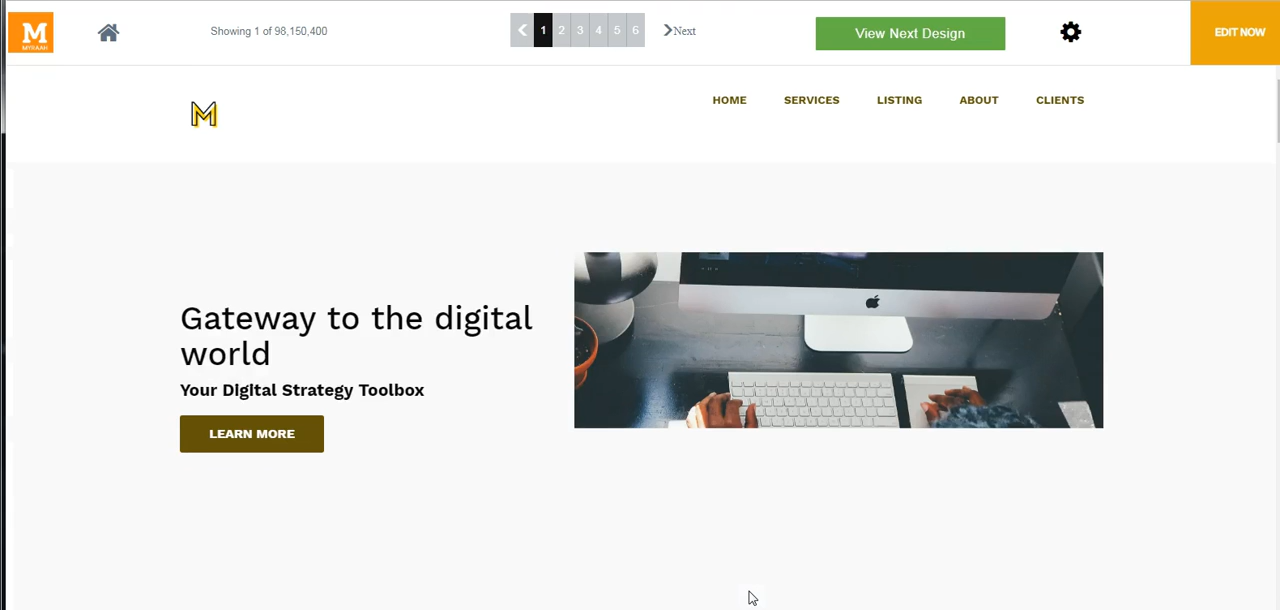 M
MYRAAH
Showing 1 of 98,150,400
1 2 3 4 5 6
Next
View Next Design
EDIT NOW
M
HOME SERVICES LISTING ABOUT CLIENTS
Gateway to the digital
world
Your Digital Strategy Toolbox
LEARN MORE